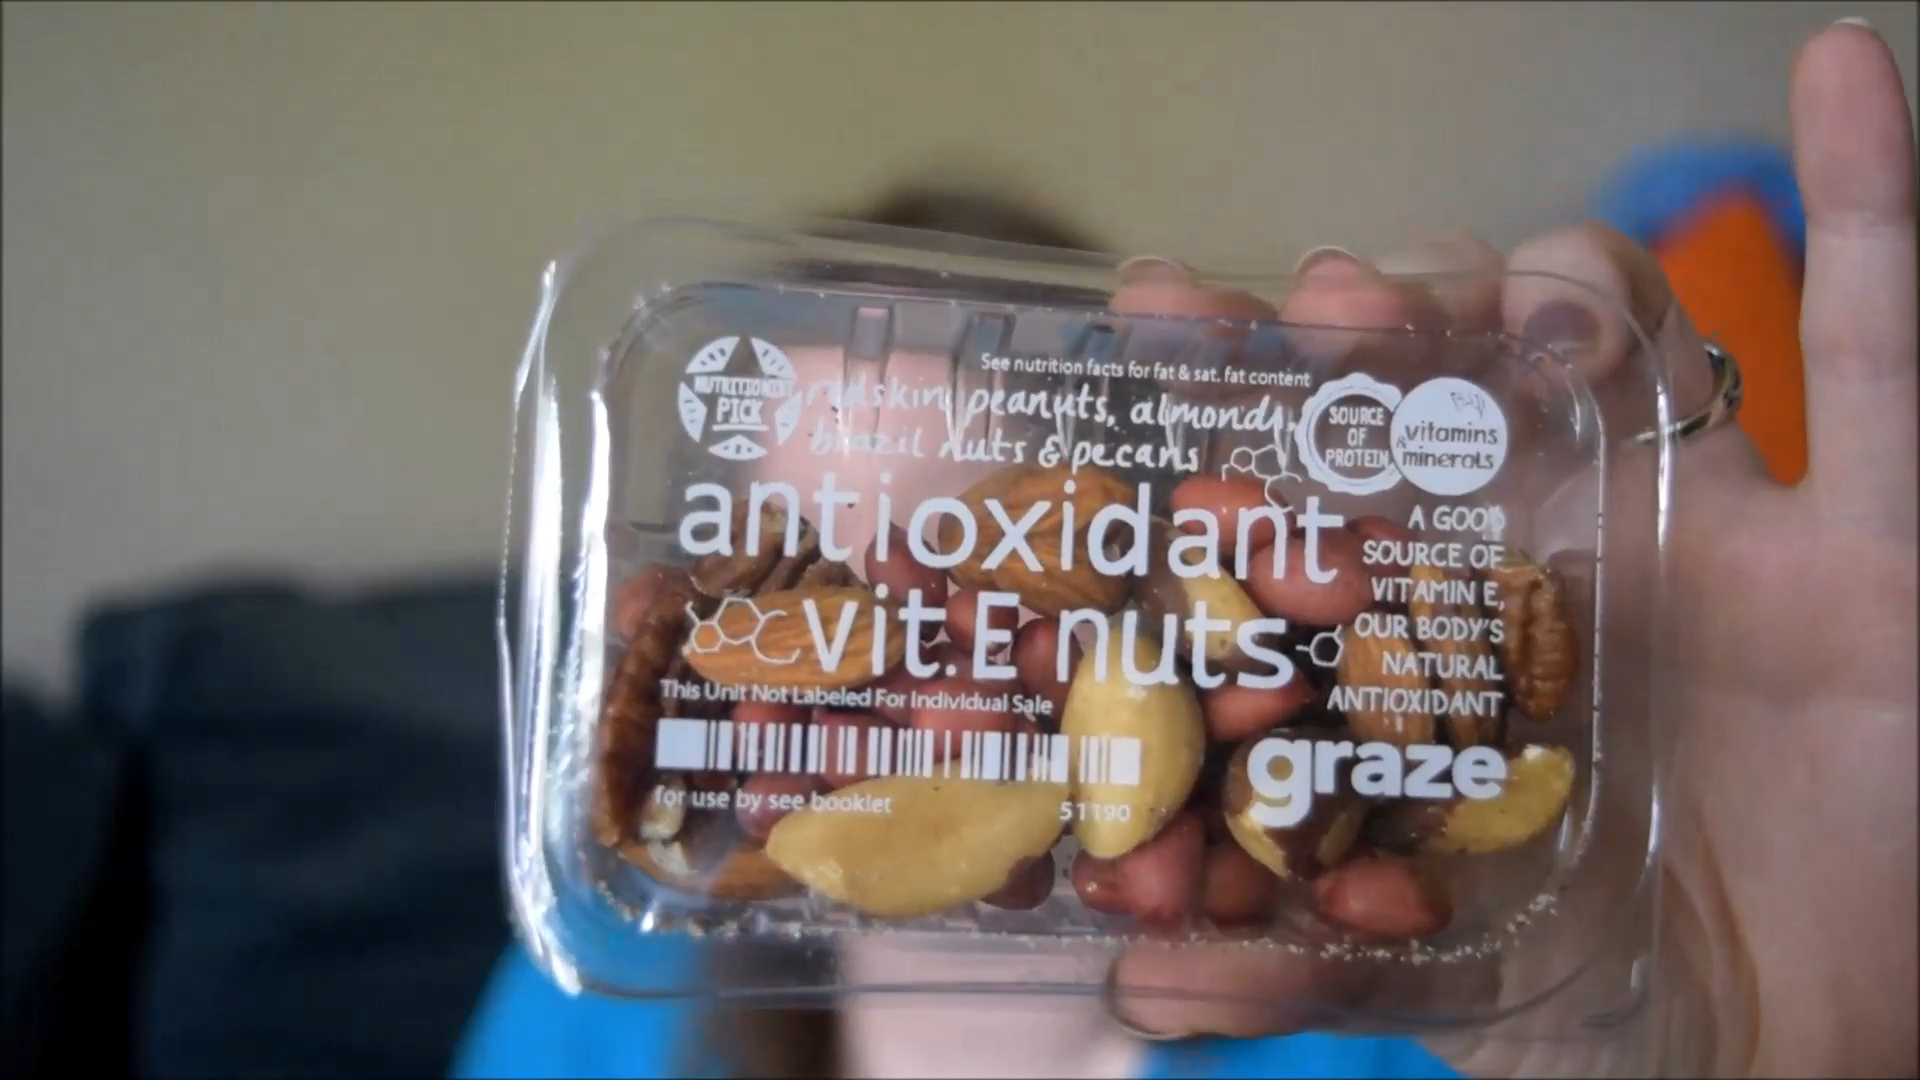 See nutrition facts for fat & sat. fat content
NUTRITIONIST
PICK
redskin peanuts, almonds,
brazil nuts & pecans
SOURCE
OF
PROTEIN
vitamins
& minerals
antioxidant
vit.E nuts
A GOOD
SOURCE OF
VITAMIN E,
OUR BODY'S
NATURAL
ANTIOXIDANT
This Unit Not Labeled For Individual Sale
for use by see booklet
51190
graze